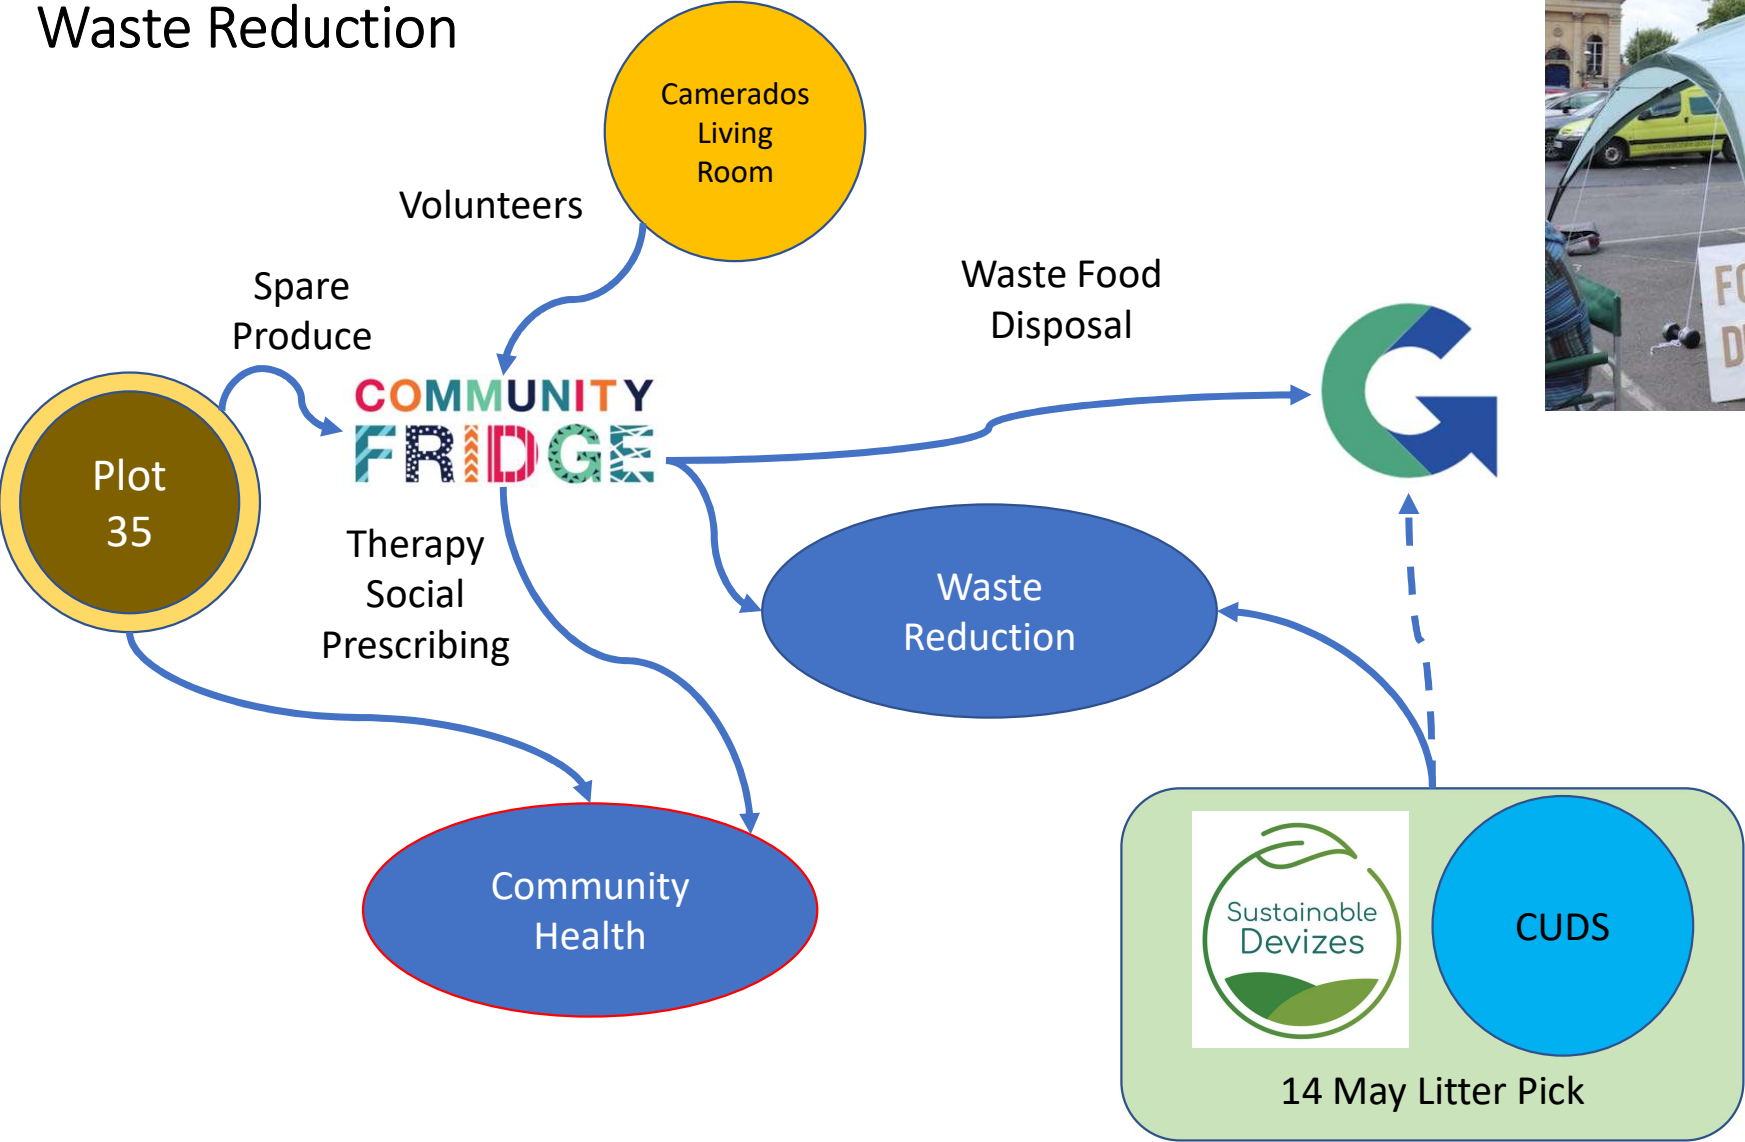 Waste Reduction
Camerados
Living
Room
Volunteers
Spare
Produce
Waste Food
Disposal
COMMUNITY
FRIDGE
Plot
35
Therapy
Social
Prescribing
Waste
Reduction
Community
Health
Sustainable
Devizes
CUDS
14 May Litter Pick